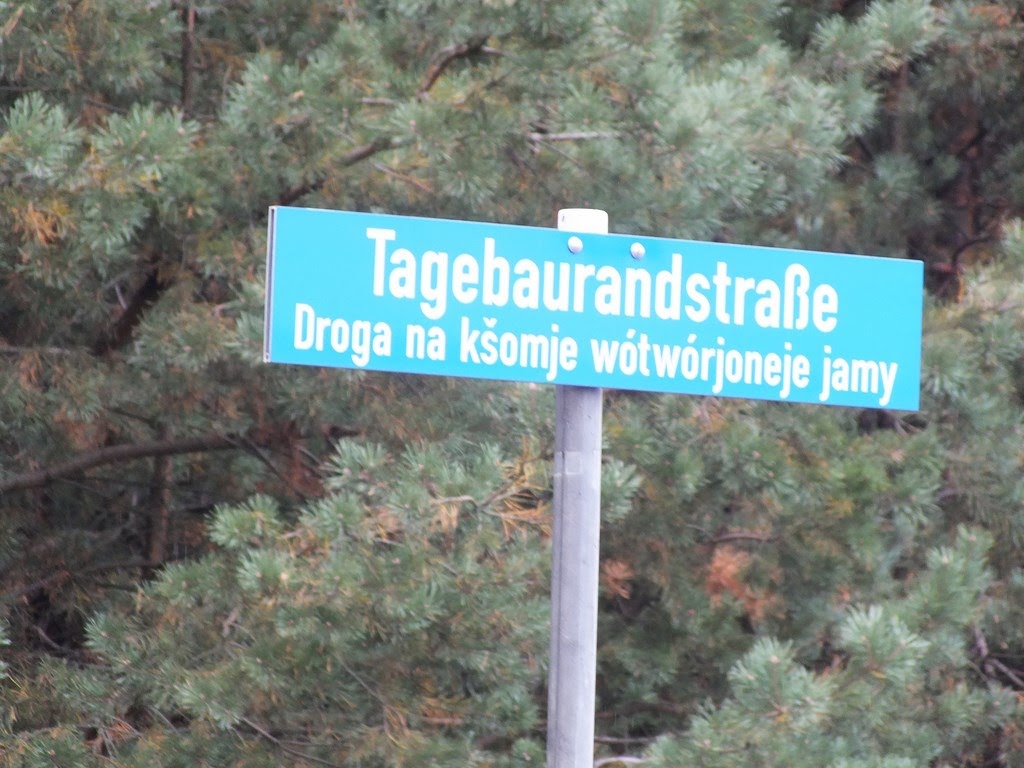 Tagebaurandstraße
Droga na kšomje wótwórjoneje jamy